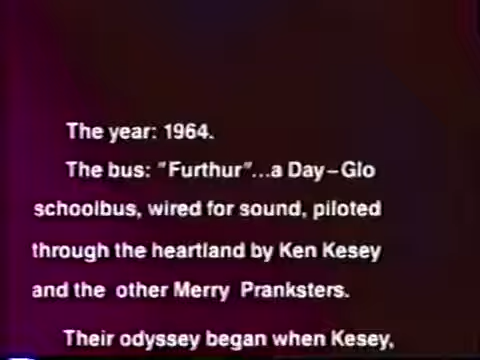 The year: 1964.
The bus: "Furthur"...a Day-Glo
schoolbus, wired for sound, piloted
through the heartland by Ken Kesey
and the other Merry Pranksters.
Their odyssey began when Kesey,